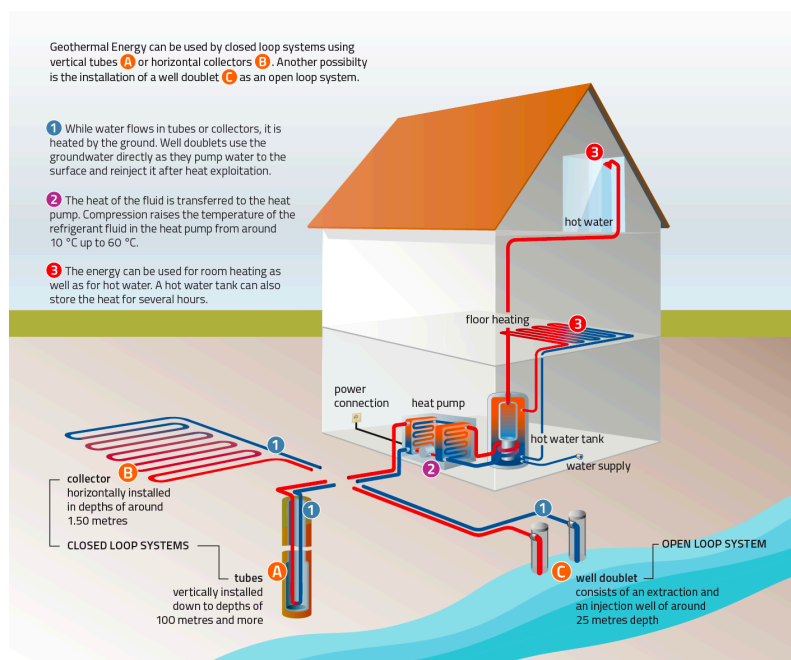 Geothermal Energy can be used by closed loop systems using
vertical tubes A or horizontal collectors B. Another possibilty
is the installation of a well doublet C as an open loop system.
1 While water flows in tubes or collectors, it is
heated by the ground. Well doublets use the
groundwater directly as they pump water to the
surface and reinject it after heat exploitation.
2 The heat of the fluid is transferred to the heat
pump. Compression raises the temperature of the
refrigerant fluid in the heat pump from around
10 °C up to 60 °C.
3 The energy can be used for room heating as
well as for hot water. A hot water tank can also
store the heat for several hours.
3
hot water
floor heating
3
power
connection
heat pump
hot water tank
water supply
2
1
B
collector
horizontally installed
in depths of around
1.50 metres
CLOSED LOOP SYSTEMS
1
A
tubes
vertically installed
down to depths of
100 metres and more
1
OPEN LOOP SYSTEM
C
well doublet
consists of an extraction and
an injection well of around
25 metres depth